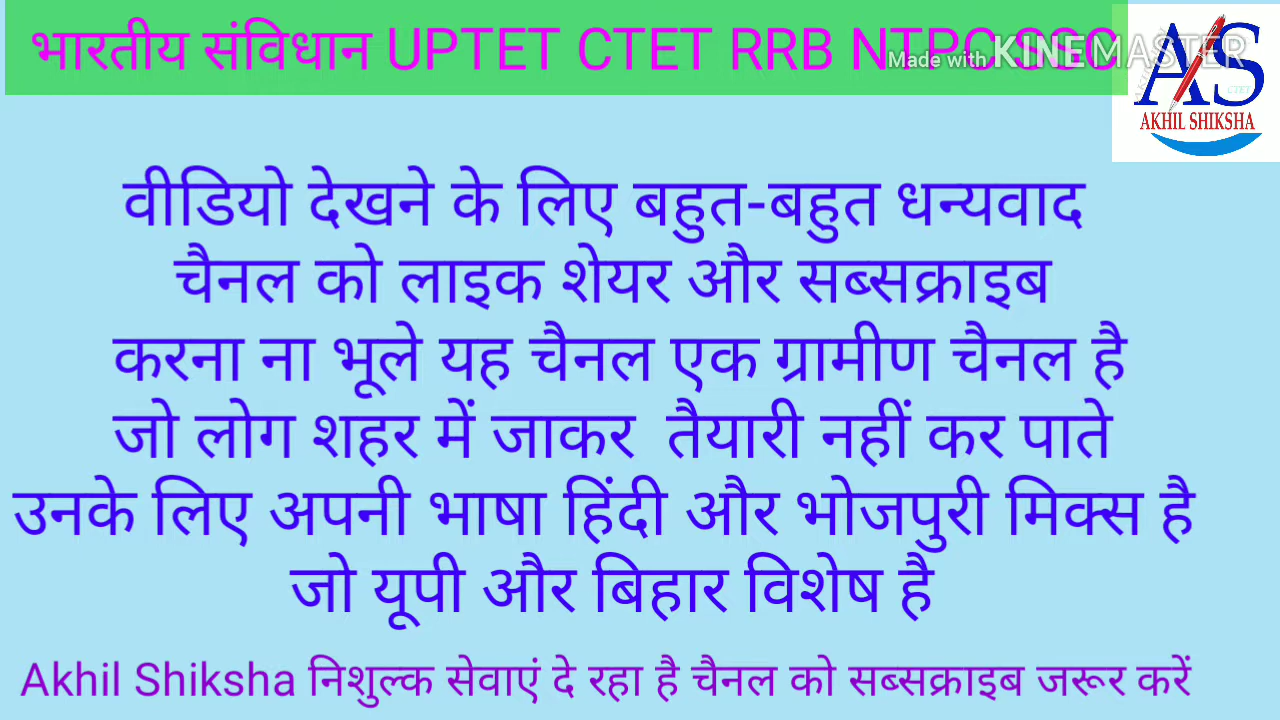 भारतीय संविधान UPTET CTET RRB NTPC SSC
Made with KINEMASTER
AS
CTET
AKHIL SHIKSHA
वीडियो देखने के लिए बहुत-बहुत धन्यवाद
चैनल को लाइक शेयर और सब्सक्राइब
करना ना भूले यह चैनल एक ग्रामीण चैनल है
जो लोग शहर में जाकर तैयारी नहीं कर पाते
उनके लिए अपनी भाषा हिंदी और भोजपुरी मिक्स है
जो यूपी और बिहार विशेष है
Akhil Shiksha निशुल्क सेवाएं दे रहा है चैनल को सब्सक्राइब जरूर करें